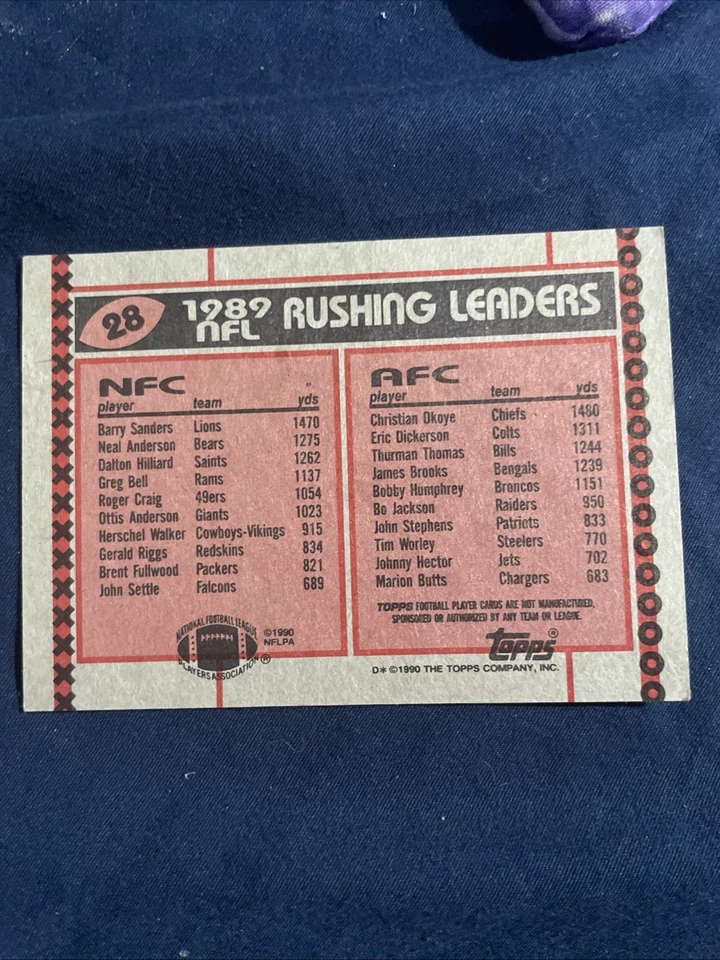 28
1989 NFL RUSHING LEADERS
NFC
player team yds
Barry Sanders Lions 1470
Neal Anderson Bears 1275
Dalton Hilliard Saints 1262
Greg Bell Rams 1137
Roger Craig 49ers 1054
Ottis Anderson Giants 1023
Herschel Walker Cowboys-Vikings 915
Gerald Riggs Redskins 834
Brent Fullwood Packers 821
John Settle Falcons 689
NATIONAL FOOTBALL LEAGUE
PLAYERS ASSOCIATION ®
©1990
NFLPA
AFC
player team yds
Christian Okoye Chiefs 1480
Eric Dickerson Colts 1311
Thurman Thomas Bills 1244
James Brooks Bengals 1239
Bobby Humphrey Broncos 1151
Bo Jackson Raiders 950
John Stephens Patriots 833
Tim Worley Steelers 770
Johnny Hector Jets 702
Marion Butts Chargers 683
TOPPS FOOTBALL PLAYER CARDS ARE NOT MANUFACTURED,
SPONSORED OR AUTHORIZED BY ANY TEAM OR LEAGUE.
Topps®
D* ©1990 THE TOPPS COMPANY, INC.